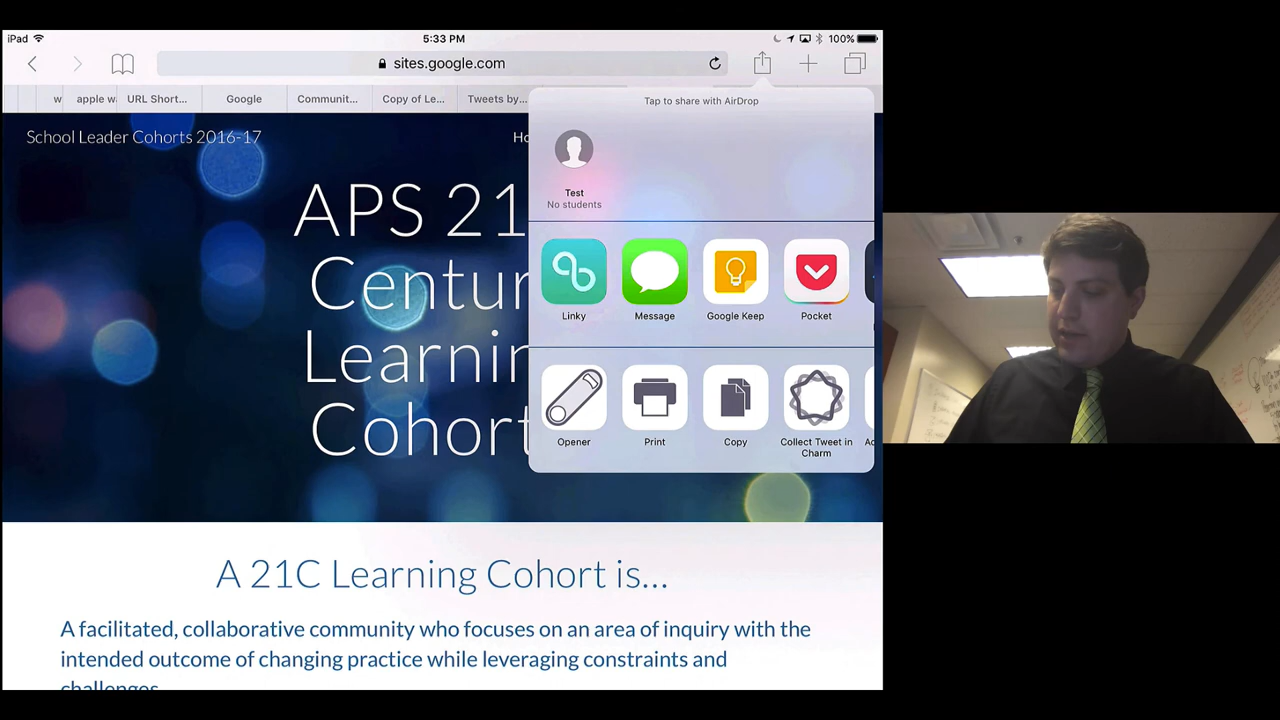 iPad
5:33 PM
100%
sites.google.com
w
apple w
URL Short...
Google
Communit...
Copy of Le...
Tweets by...
Tap to share with AirDrop
School Leader Cohorts 2016-17
Ho
Test
No students
APS 21
Centur
Learnin
Cohort
Linky
Message
Google Keep
Pocket
Opener
Print
Copy
Collect Tweet in
Charm
A 21C Learning Cohort is...
A facilitated, collaborative community who focuses on an area of inquiry with the
intended outcome of changing practice while leveraging constraints and
challenges